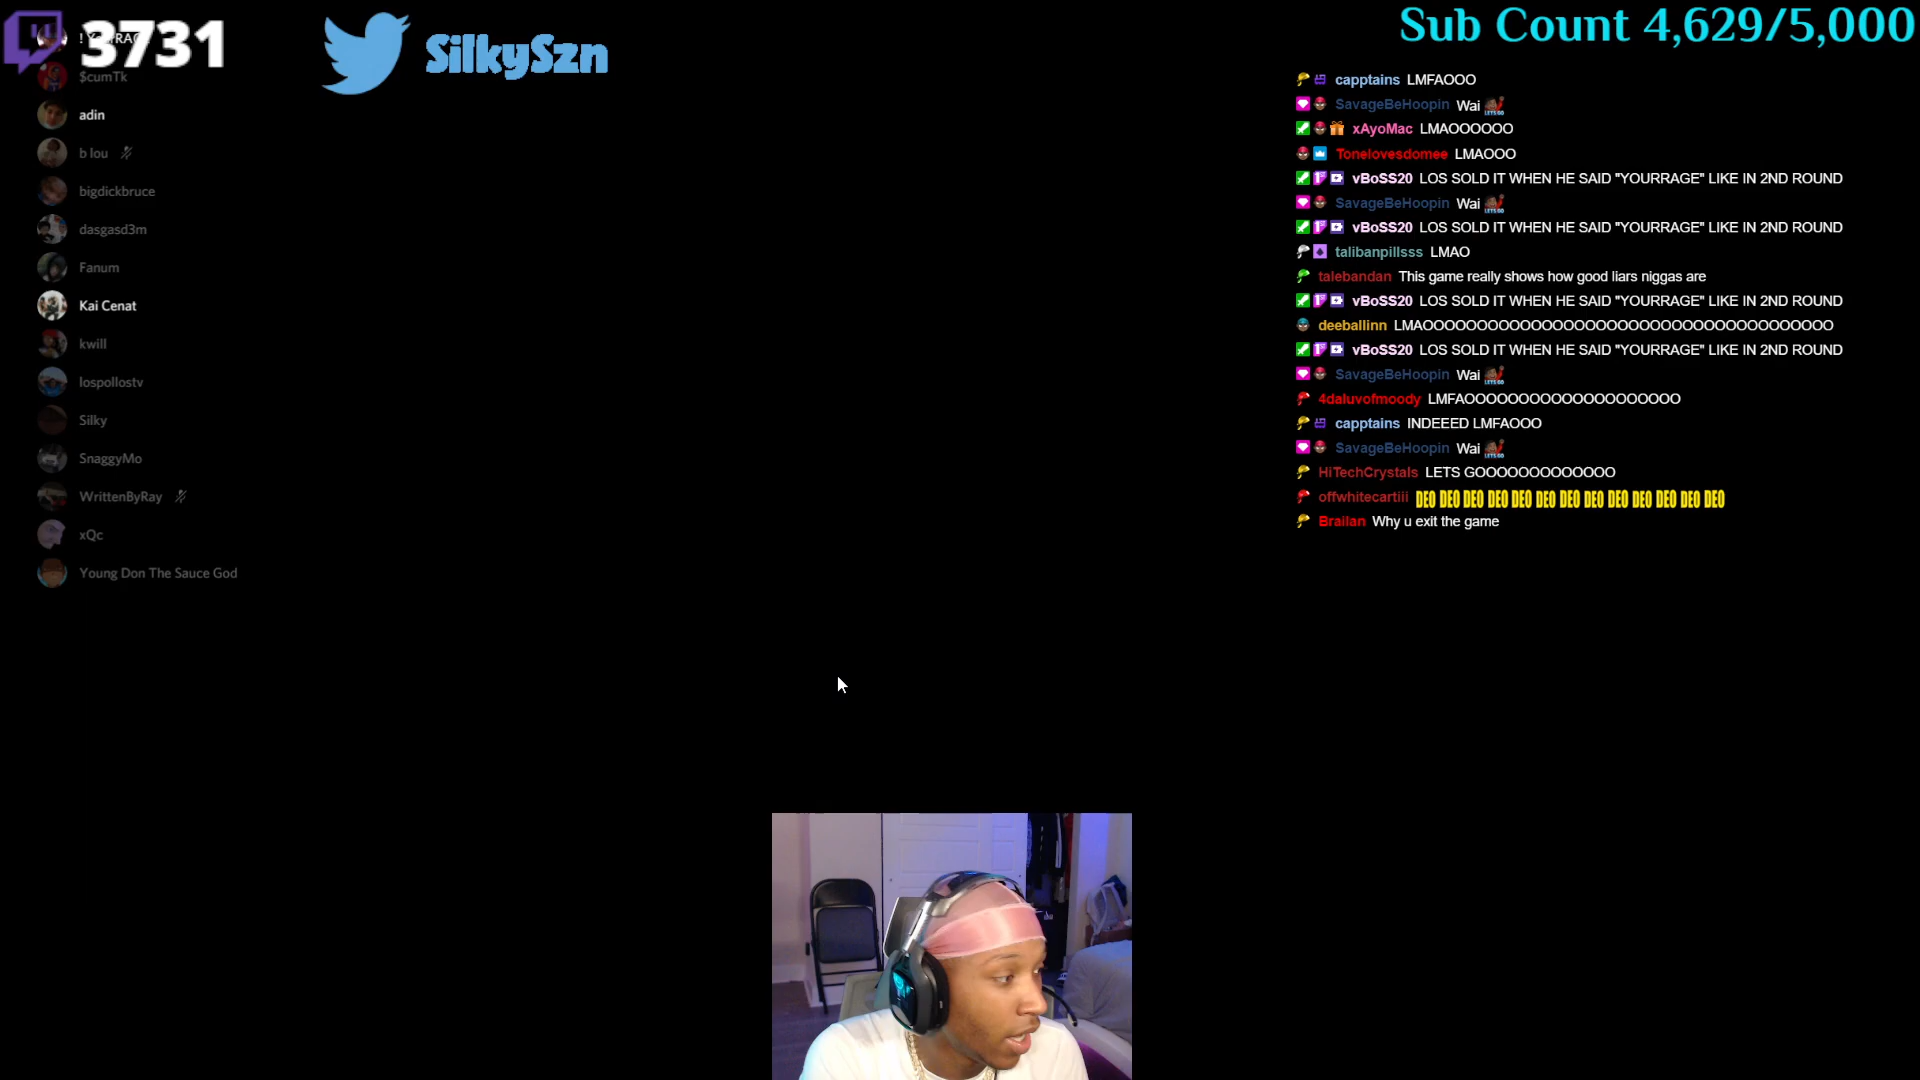 3731
SilkySzn
Sub Count 4,629/5,000
$cumTk
adin
b lou
bigdickbruce
dasgasd3m
Fanum
Kai Cenat
kwill
lospollostv
Silky
SnaggyMo
WrittenByRay
xQc
Young Don The Sauce God
capptains LMFAOOO
SavageBeHoopin Wai
xAyoMac LMAOOOOOO
Tonelovesdomee LMAOOO
vBoSS20 LOS SOLD IT WHEN HE SAID "YOURRAGE" LIKE IN 2ND ROUND
SavageBeHoopin Wai
vBoSS20 LOS SOLD IT WHEN HE SAID "YOURRAGE" LIKE IN 2ND ROUND
talibanpillsss LMAO
talebandan This game really shows how good liars niggas are
vBoSS20 LOS SOLD IT WHEN HE SAID "YOURRAGE" LIKE IN 2ND ROUND
deeballinn LMAOOOOOOOOOOOOOOOOOOOOOOOOOOOOOOOOOOOOOO
vBoSS20 LOS SOLD IT WHEN HE SAID "YOURRAGE" LIKE IN 2ND ROUND
SavageBeHoopin Wai
4daluvofmoody LMFAOOOOOOOOOOOOOOOOOOOO
capptains INDEEED LMFAOOO
SavageBeHoopin Wai
HiTechCrystals LETS GOOOOOOOOOOOOO
offwhitecartiii DEO DEO DEO DEO DEO DEO DEO DEO DEO DEO DEO DEO DEO
Brailan Why u exit the game